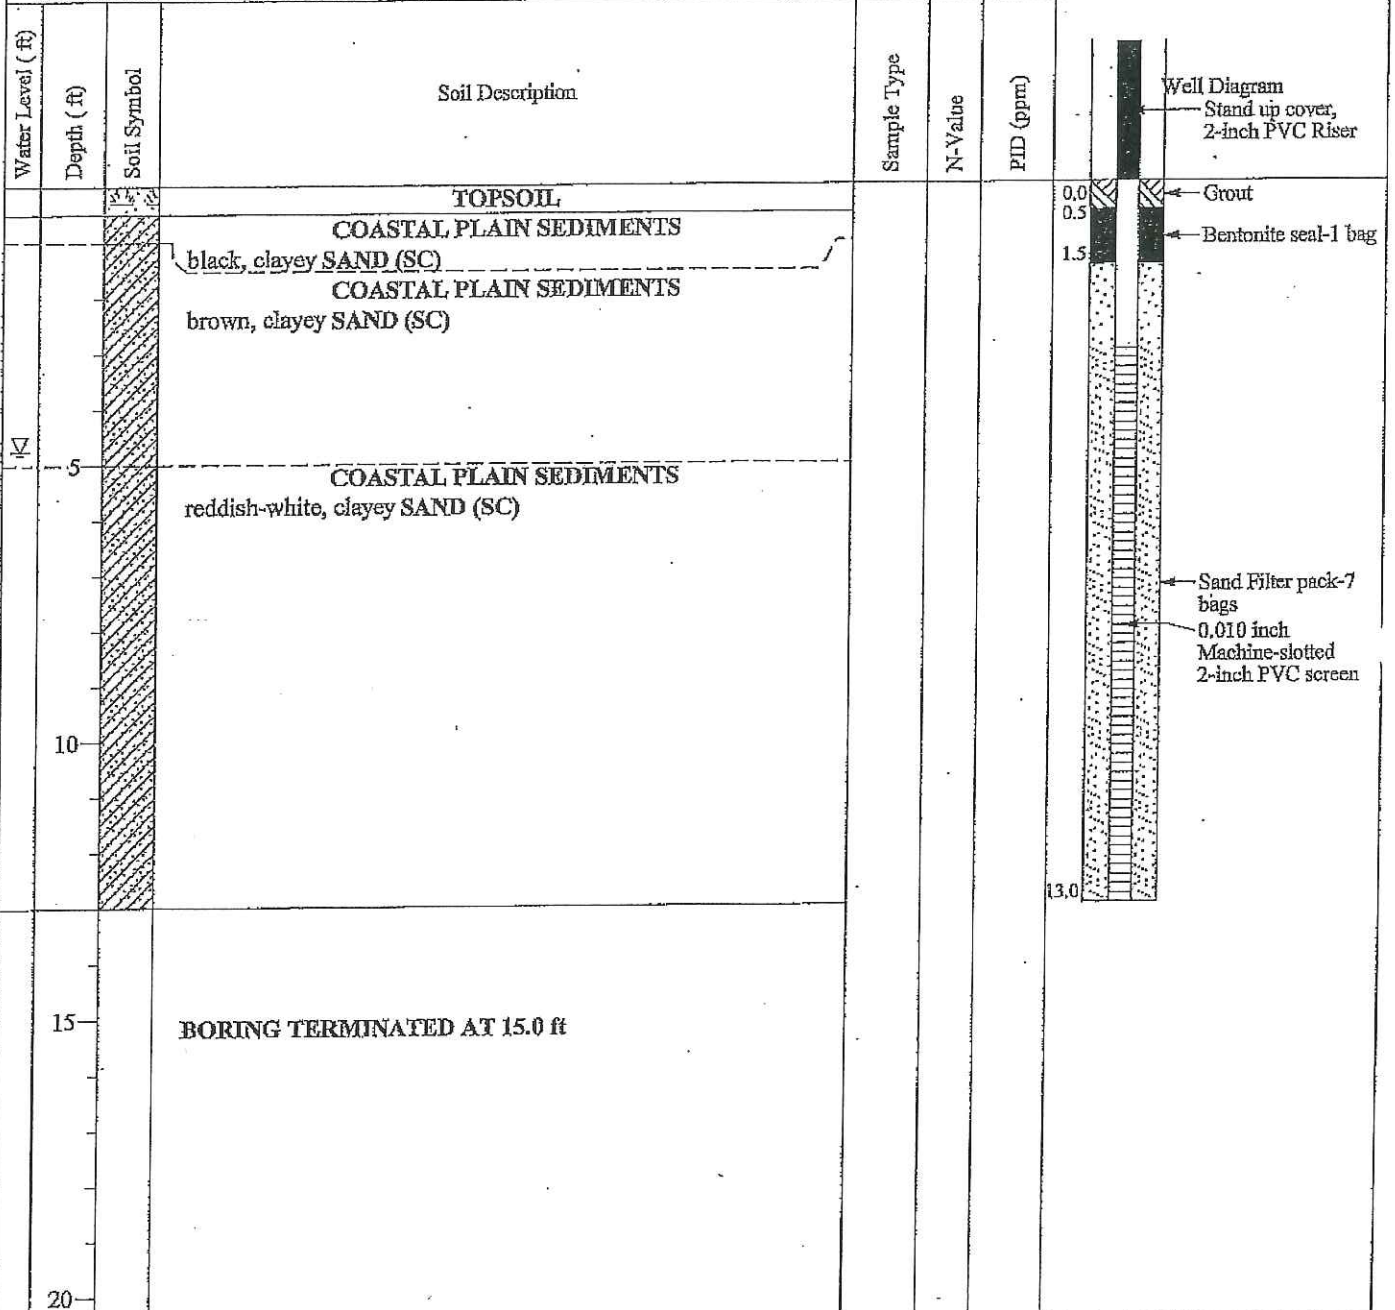 Water Level ( ft)
Depth ( ft)
Soil Symbol
Soil Description
Sample Type
N-Value
PID (ppm)
Well Diagram
Stand up cover,
2-inch PVC Riser
TOPSOIL
0.0
Grout
0.5
COASTAL PLAIN SEDIMENTS
Bentonite seal-1 bag
black, clayey SAND (SC)
1.5
COASTAL PLAIN SEDIMENTS
brown, clayey SAND (SC)
5
COASTAL PLAIN SEDIMENTS
reddish-white, clayey SAND (SC)
Sand Filter pack-7
bags
0.010 inch
Machine-slotted
2-inch PVC screen
10
13.0
15
BORING TERMINATED AT 15.0 ft
20